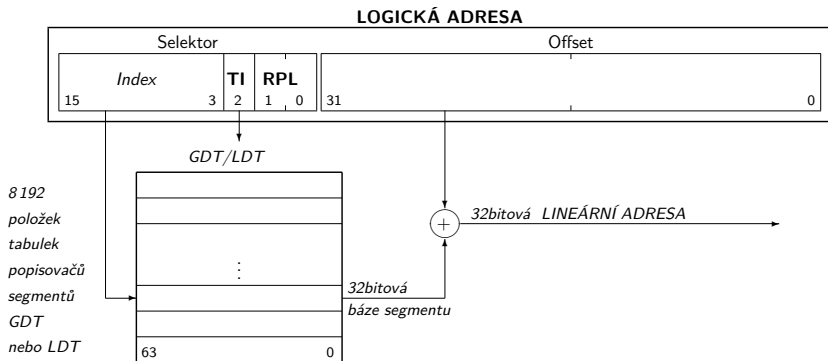 LOGICKÁ ADRESA
Selektor
Offset
Index
TI
RPL
15
3
2
1
0
31
0
GDT/LDT
8 192
položek
tabulek
popisovačů
segmentů
GDT
nebo LDT
32bitová LINEÁRNÍ ADRESA
+
32bitová
báze segmentu
63
0